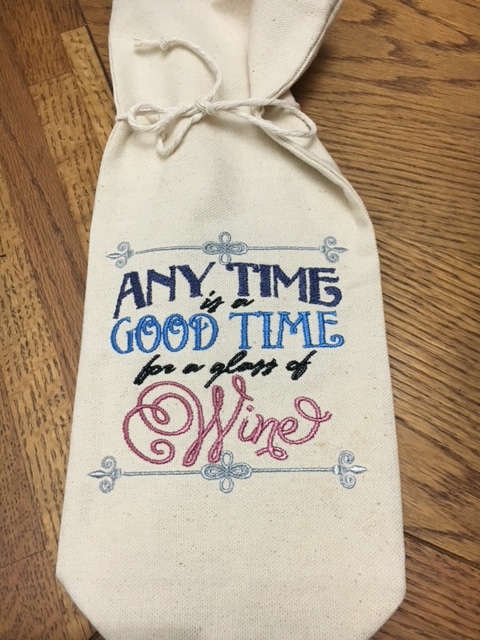 ANY TIME
is a
GOOD TIME
for a glass of
Wine